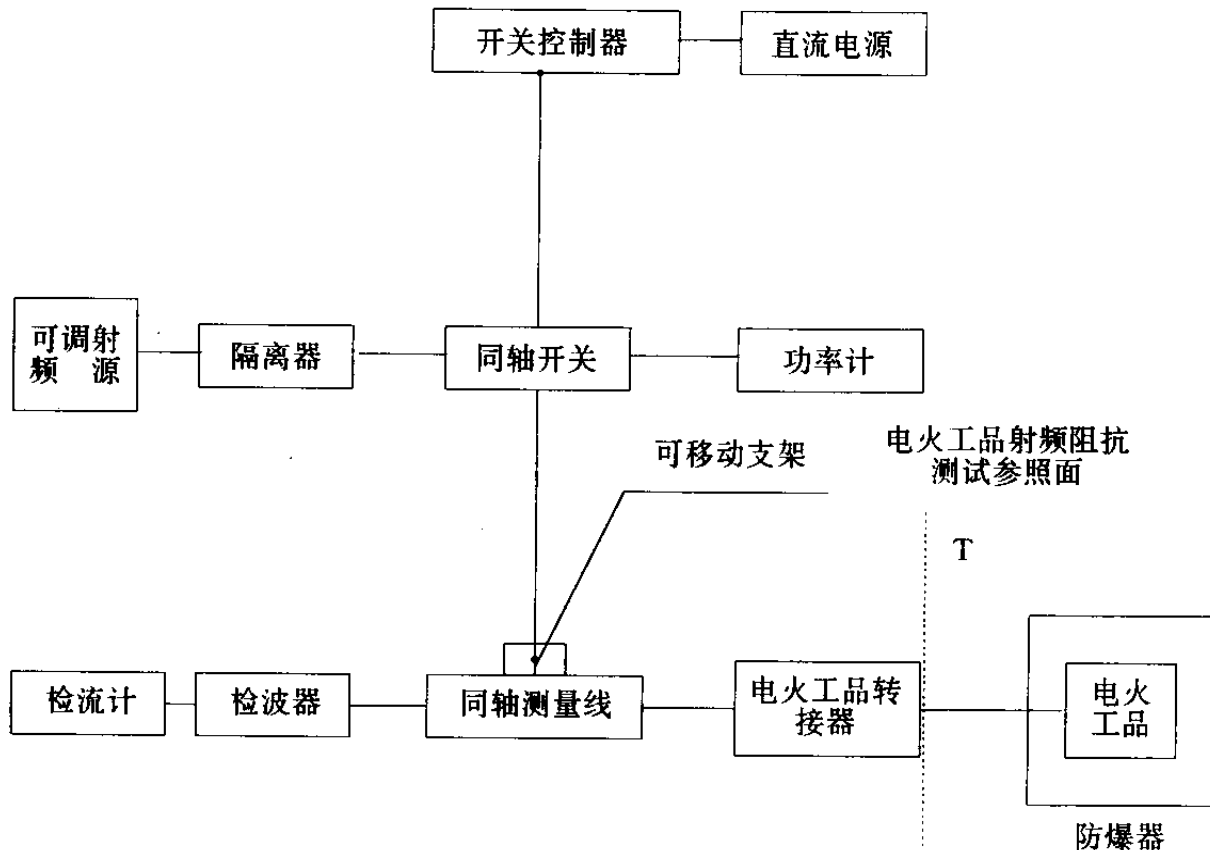 开关控制器
直流电源
可调射
频 源
隔离器
同轴开关
功率计
可移动支架
电火工品射频阻抗
测试参照面
T
检流计
检波器
同轴测量线
电火工品转
接器
电火
工品
防爆器